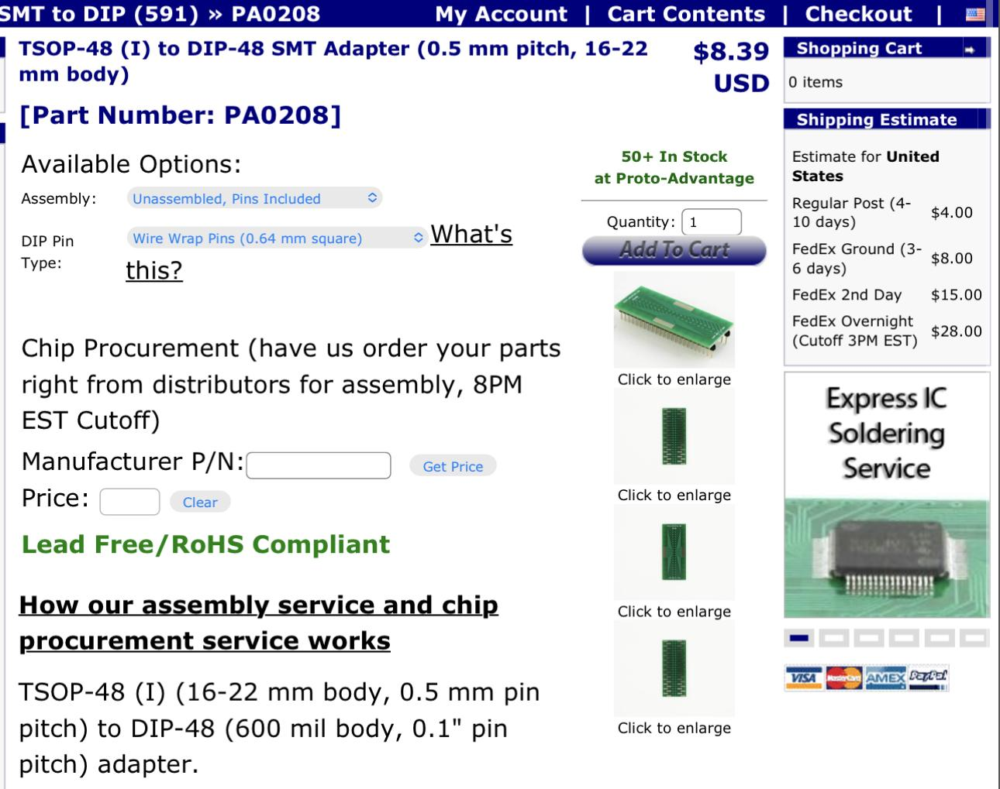 SMT to DIP (591) » PA0208
My Account | Cart Contents | Checkout |
TSOP-48 (I) to DIP-48 SMT Adapter (0.5 mm pitch, 16-22
mm body)
$8.39
USD
[Part Number: PA0208]
Available Options:
Assembly: Unassembled, Pins Included
DIP Pin
Type: Wire Wrap Pins (0.64 mm square) What's
this?
Chip Procurement (have us order your parts
right from distributors for assembly, 8PM
EST Cutoff)
Manufacturer P/N: Get Price
Price: Clear
Lead Free/RoHS Compliant
How our assembly service and chip
procurement service works
TSOP-48 (I) (16-22 mm body, 0.5 mm pin
pitch) to DIP-48 (600 mil body, 0.1" pin
pitch) adapter.
50+ In Stock
at Proto-Advantage
Quantity: 1
Add To Cart
Click to enlarge
Click to enlarge
Click to enlarge
Click to enlarge
Shopping Cart
0 items
Shipping Estimate
Estimate for United
States
Regular Post (4-
10 days) $4.00
FedEx Ground (3-
6 days) $8.00
FedEx 2nd Day $15.00
FedEx Overnight
(Cutoff 3PM EST) $28.00
Express IC
Soldering
Service
VISA MasterCard AMEX PayPal